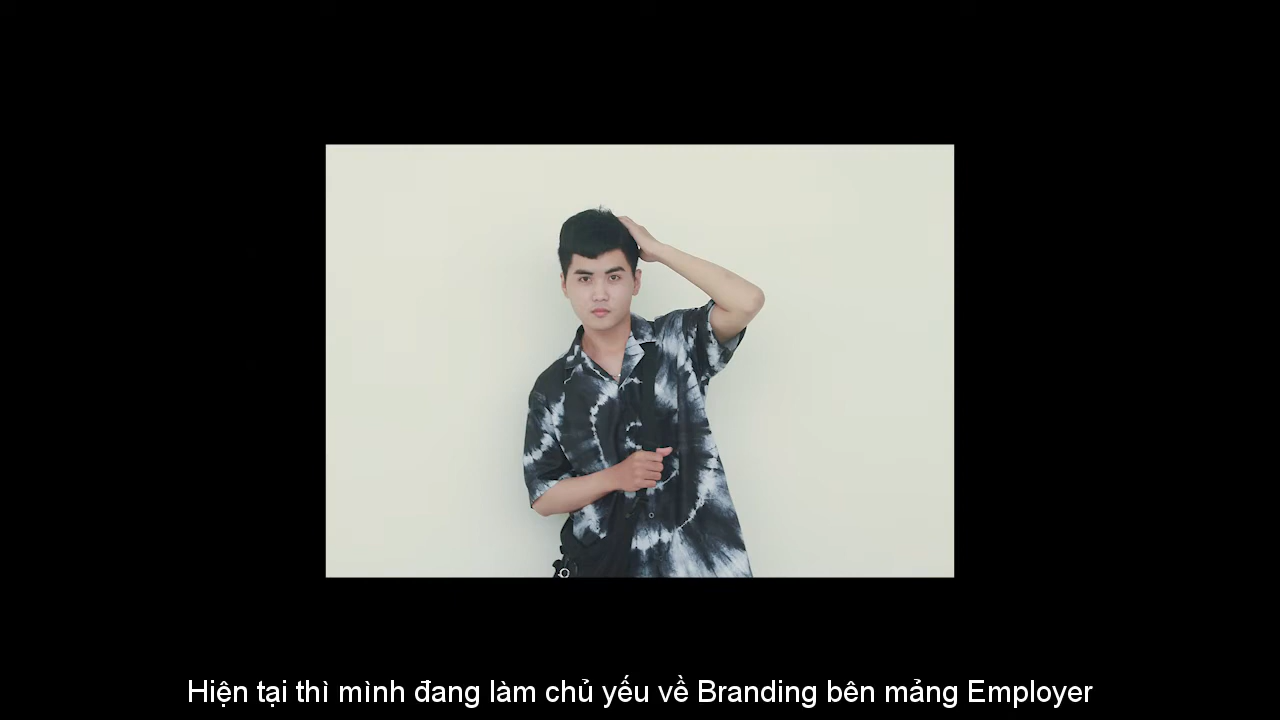 Hiện tại thì mình đang làm chủ yếu về Branding bên mảng Employer